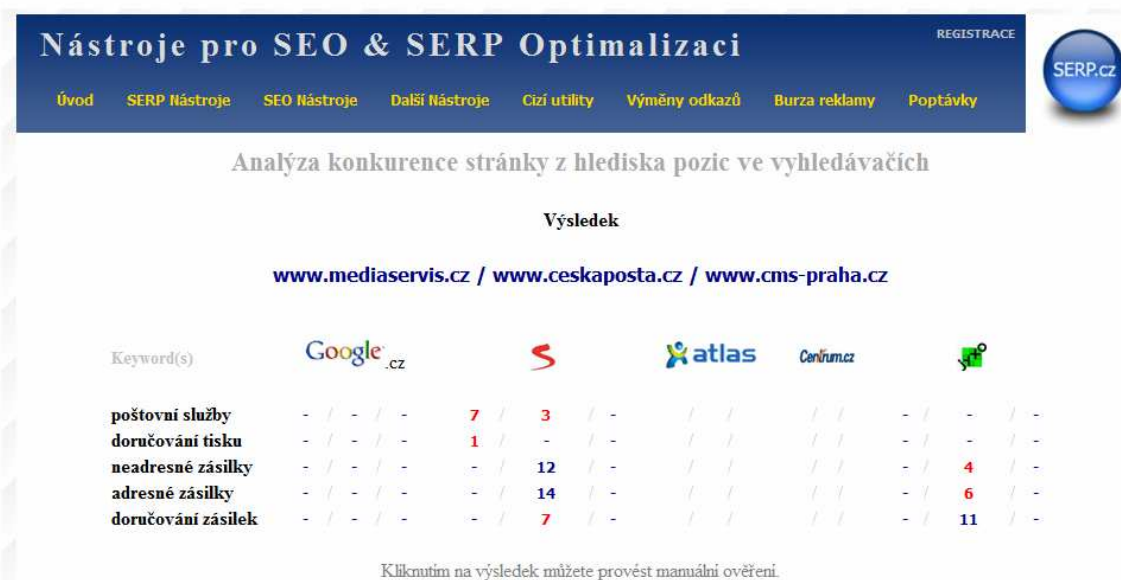 Nástroje pro SEO & SERP Optimalizaci
REGISTRACE
SERP.cz
Úvod SERP Nástroje SEO Nástroje Další Nástroje Cizí utility Výměny odkazů Burza reklamy Poptávky
Analýza konkurence stránky z hlediska pozic ve vyhledávačích
Výsledek
www.mediaservis.cz / www.ceskaposta.cz / www.cms-praha.cz
Keyword(s) Google.cz S atlas Centrum.cz
poštovní služby - / - / - 7 / 3 / - / / / / - / - / -
doručování tisku - / - / - 1 / - / - / / / / - / - / -
neadresné zásilky - / - / - - / 12 / - / / / / - / 4 / -
adresné zásilky - / - / - - / 14 / - / / / / - / 6 / -
doručování zásilek - / - / - - / 7 / - / / / / - / 11 / -
Kliknutím na výsledek můžete provést manuální ověření.